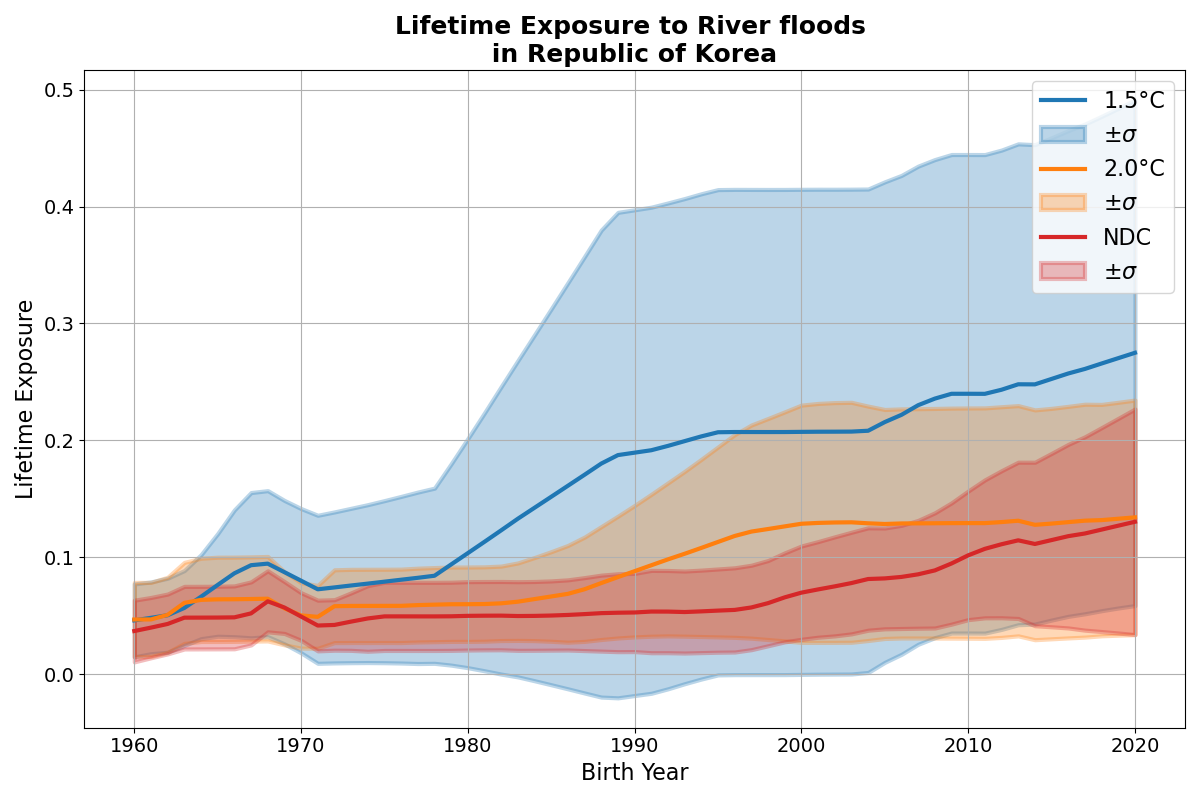 Lifetime Exposure to River floods
in Republic of Korea
Lifetime Exposure
0.5
0.4
0.3
0.2
0.1
0.0
1960 1970 1980 1990 2000 2010 2020
Birth Year
1.5°C
±σ
2.0°C
±σ
NDC
±σ